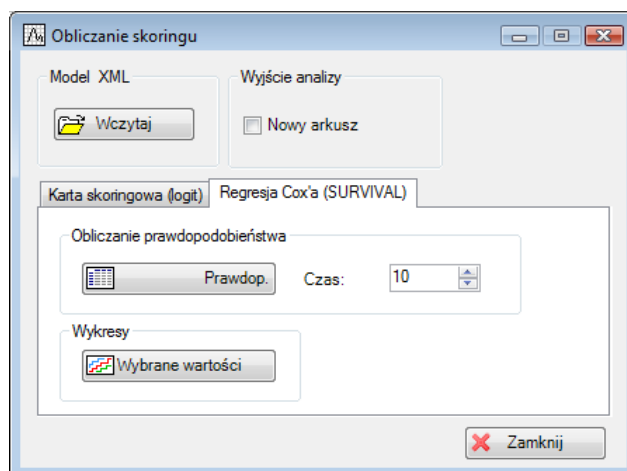 Obliczanie skoringu
Model XML
Wyjście analizy
Wczytaj
Nowy arkusz
Karta skoringowa (logit)
Regresja Cox'a (SURVIVAL)
Obliczanie prawdopodobieństwa
Prawdop.
Czas:
10
Wykresy
Wybrane wartości
Zamknij